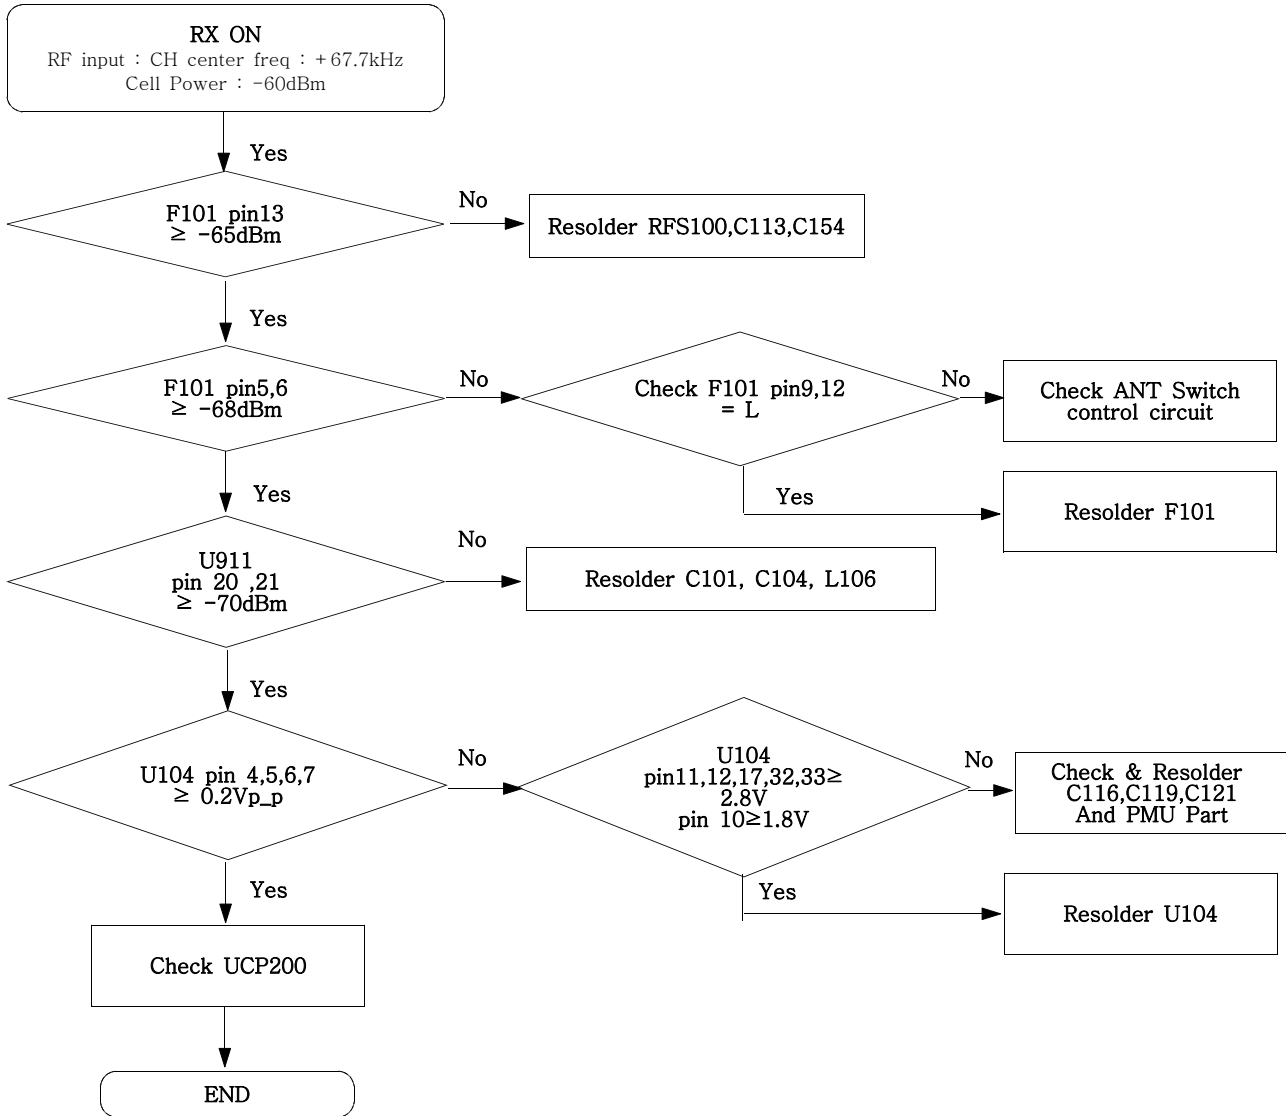 RX ON
RF input : CH center freq : +67.7kHz
Cell Power : -60dBm
Yes
F101 pin13
≥ -65dBm
No
Resolder RFS100,C113,C154
Yes
F101 pin5,6
≥ -68dBm
No
Check F101 pin9,12
= L
No
Check ANT Switch
control circuit
Yes
Resolder F101
Yes
U911
pin 20 ,21
≥ -70dBm
No
Resolder C101, C104, L106
Yes
U104 pin 4,5,6,7
≥ 0.2Vp_p
No
U104
pin11,12,17,32,33≥
2.8V
pin 10≥1.8V
No
Check & Resolder
C116,C119,C121
And PMU Part
Yes
Resolder U104
Yes
Check UCP200
END